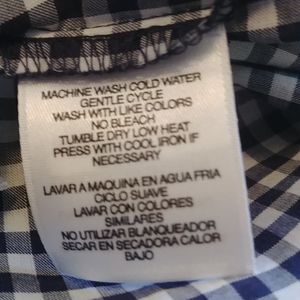 MACHINE WASH COLD WATER
GENTLE CYCLE
WASH WITH LIKE COLORS
NO BLEACH
TUMBLE DRY LOW HEAT
PRESS WITH COOL IRON IF
NECESSARY
LAVAR A MAQUINA EN AGUA FRIA
CICLO SUAVE
LAVAR CON COLORES
SIMILARES
NO UTILIZAR BLANQUEADOR
SECAR EN SECADORA CALOR
BAJO